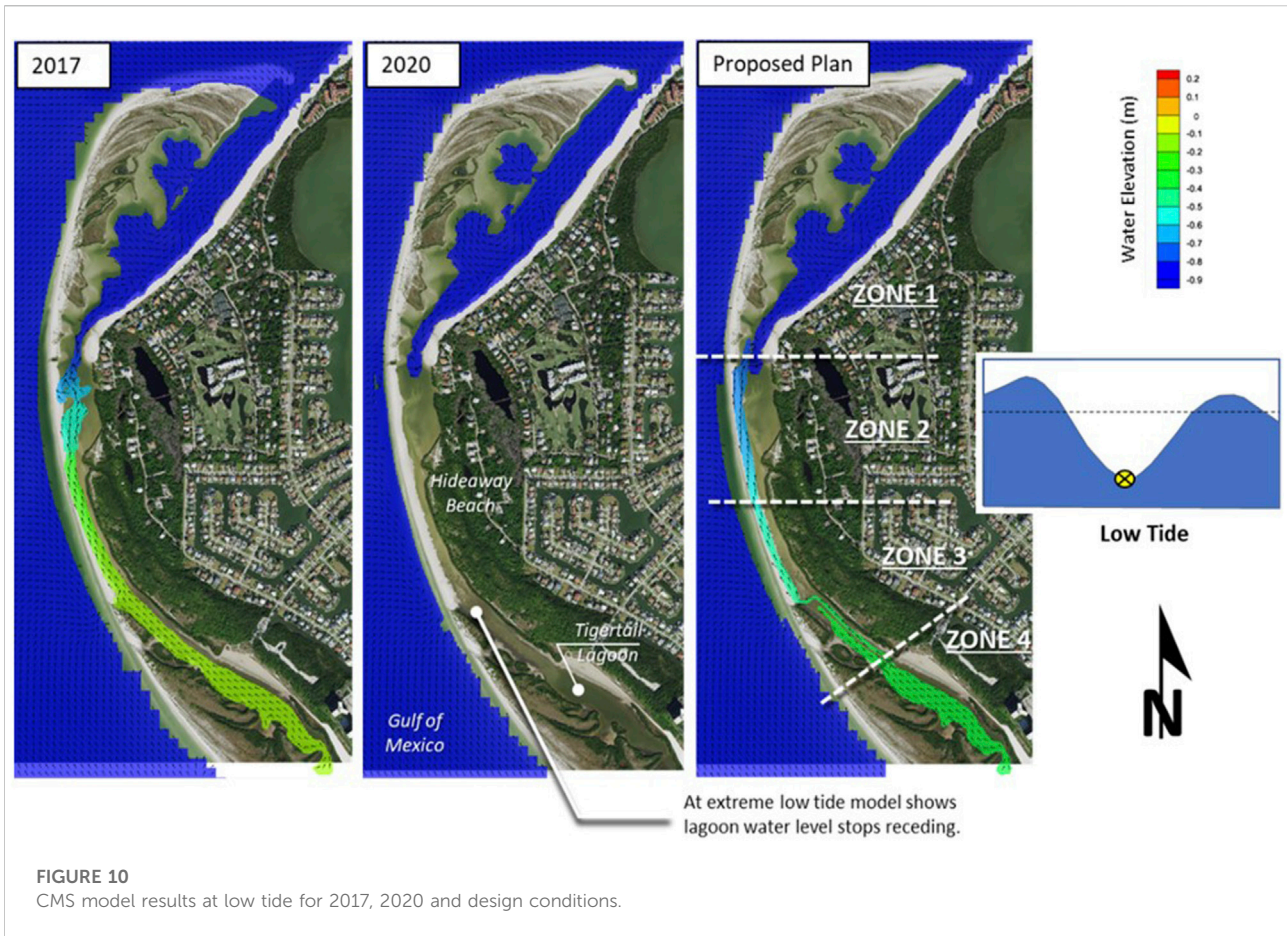 2017
2020
Proposed Plan
Water Elevation (m)
0.2
0.1
0
-0.1
-0.2
-0.3
-0.4
-0.5
-0.6
-0.7
-0.8
-0.9
ZONE 1
ZONE 2
Hideaway
Beach
ZONE 3
Tigertail
Lagoon
ZONE 4
Gulf of
Mexico
Low Tide
N
At extreme low tide model shows
lagoon water level stops receding.
FIGURE 10
CMS model results at low tide for 2017, 2020 and design conditions.